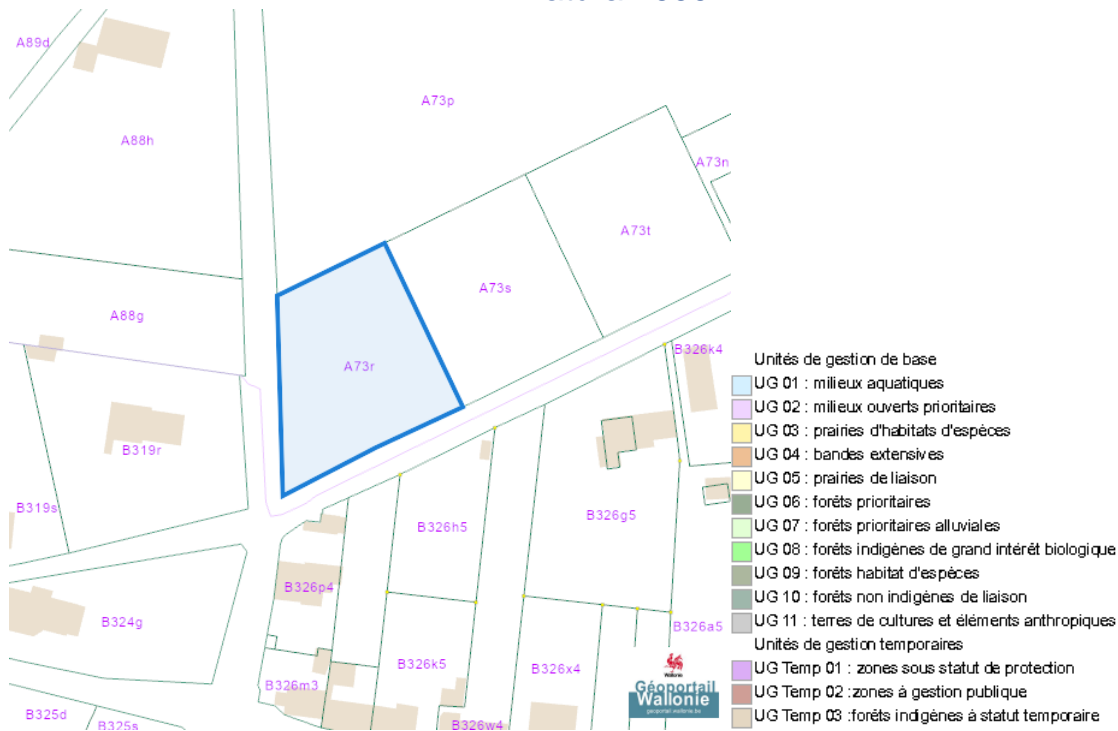 A89d
A73p
A88h
A73n
A73t
A73s
A88g
A73r
B326k4
B319r
B319s
B326g5
B326h5
B326p4
B324g
B326a5
B326k5
B326x4
B326m3
B325d
B325s
B326w4
Wallonie
Géoportail
Wallonie
geoportail.wallonie.be
Unités de gestion de base
UG 01 : milieux aquatiques
UG 02 : milieux ouverts prioritaires
UG 03 : prairies d'habitats d'espèces
UG 04 : bandes extensives
UG 05 : prairies de liaison
UG 06 : forêts prioritaires
UG 07 : forêts prioritaires alluviales
UG 08 : forêts indigènes de grand intérêt biologique
UG 09 : forêts habitat d'espèces
UG 10 : forêts non indigènes de liaison
UG 11 : terres de cultures et éléments anthropiques
Unités de gestion temporaires
UG Temp 01 : zones sous statut de protection
UG Temp 02 :zones à gestion publique
UG Temp 03 :forêts indigènes à statut temporaire